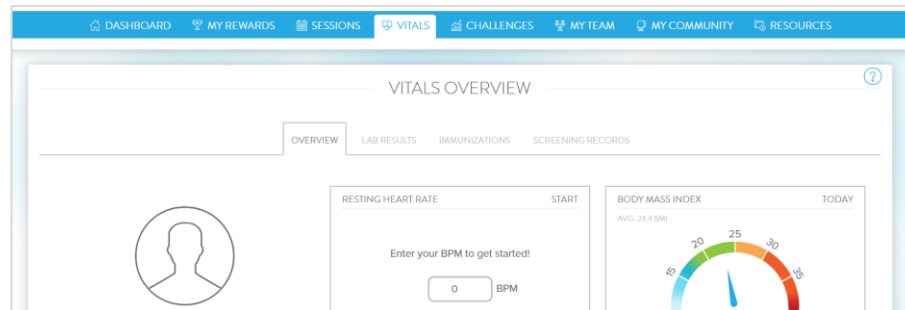 DASHBOARD MY REWARDS SESSIONS VITALS CHALLENGES MY TEAM MY COMMUNITY RESOURCES
?
VITALS OVERVIEW
OVERVIEW LAB RESULTS IMMUNIZATIONS SCREENING RECORDS
RESTING HEART RATE START
Enter your BPM to get started!
0 BPM
BODY MASS INDEX TODAY
AVG: 24.4 BMI
15 20 25 30 35